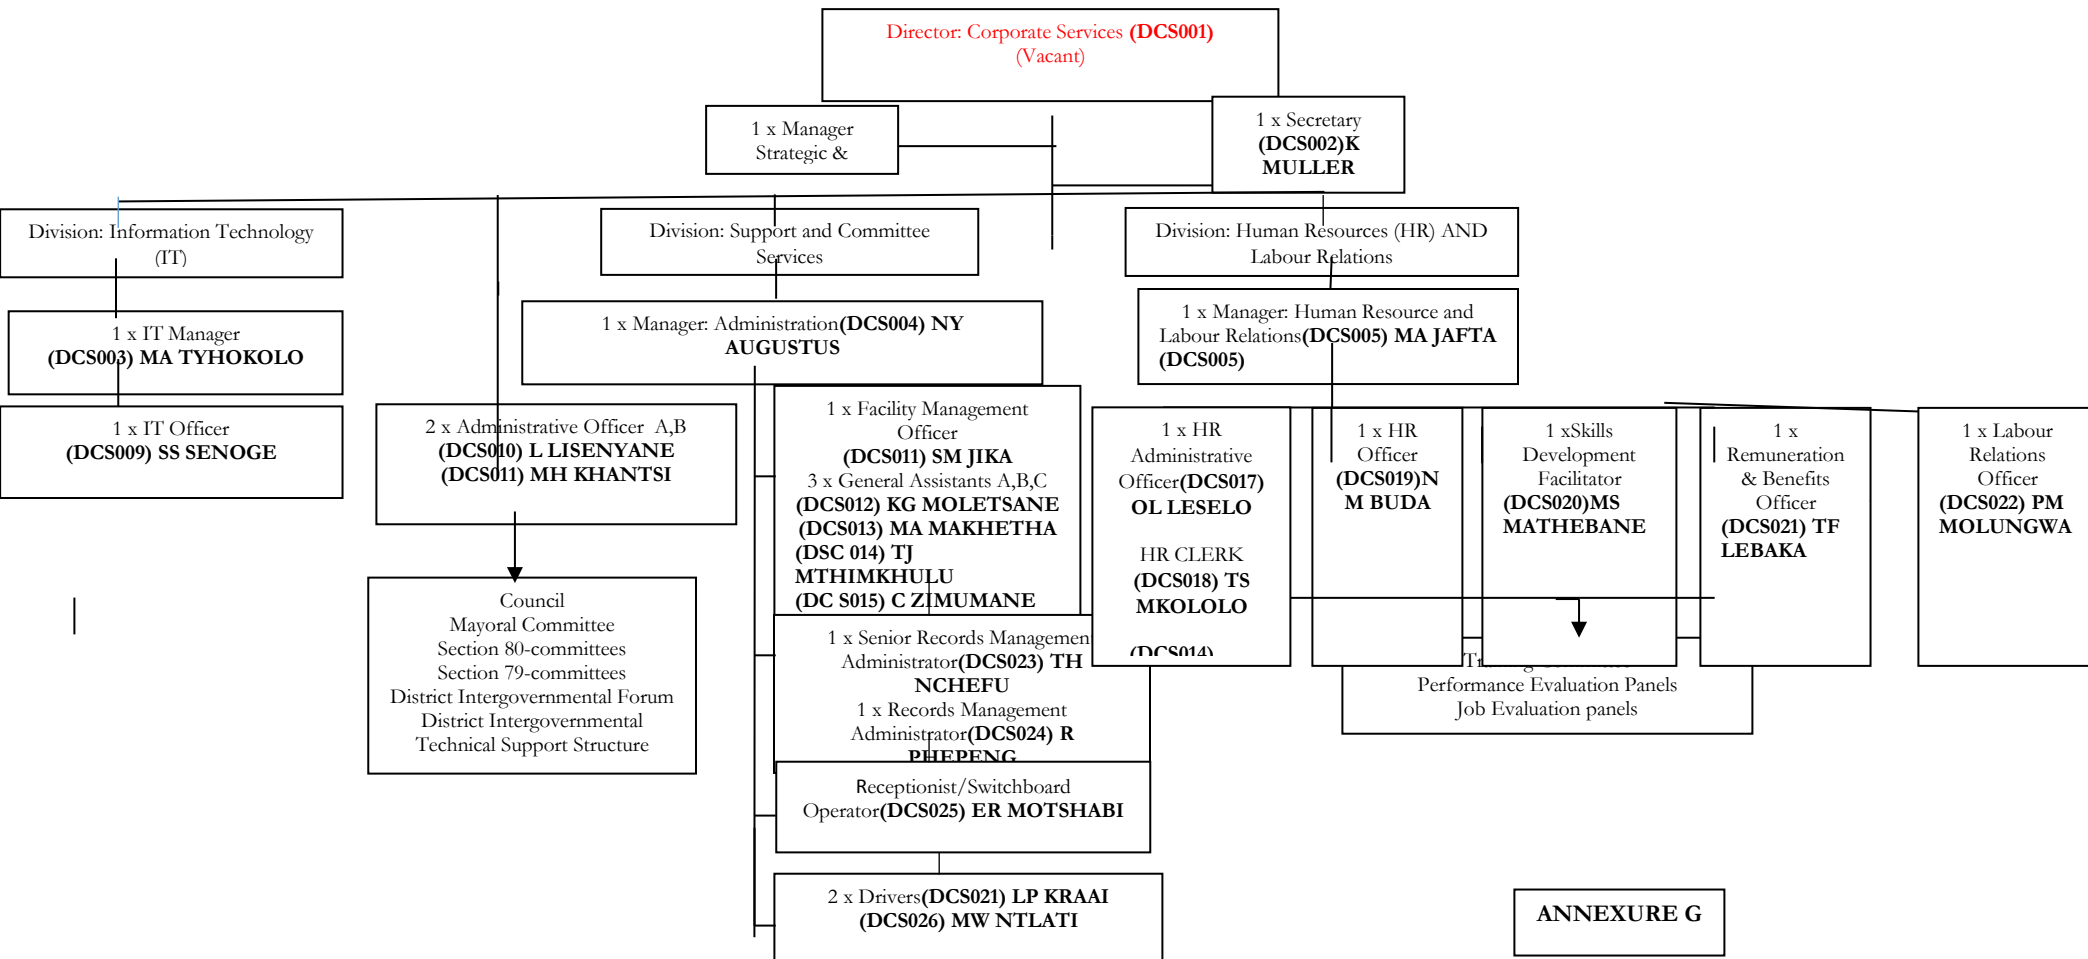 Director: Corporate Services (DCS001)
(Vacant)
1 x Manager
Strategic &
1 x Secretary
(DCS002)K
MULLER
Division: Information Technology
(IT)
Division: Support and Committee
Services
Division: Human Resources (HR) AND
Labour Relations
1 x IT Manager
(DCS003) MA TYHOKOLO
1 x Manager: Administration(DCS004) NY
AUGUSTUS
1 x Manager: Human Resource and
Labour Relations(DCS005) MA JAFTA
(DCS005)
1 x IT Officer
(DCS009) SS SENOGE
2 x Administrative Officer A,B
(DCS010) L LISENYANE
(DCS011) MH KHANTSI
1 x Facility Management
Officer
(DCS011) SM JIKA
3 x General Assistants A,B,C
(DCS012) KG MOLETSANE
(DCS013) MA MAKHETHA
(DSC 014) TJ
MTHIMKHULU
(DC S015) C ZIMUMANE
1 x HR
Administrative
Officer(DCS017)
OL LESELO
HR CLERK
(DCS018) TS
MKOLOLO
(DCS014)
1 x HR
Officer
(DCS019)N
M BUDA
1 xSkills
Development
Facilitator
(DCS020)MS
MATHEBANE
1 x
Remuneration
& Benefits
Officer
(DCS021) TF
LEBAKA
1 x Labour
Relations
Officer
(DCS022) PM
MOLUNGWA
Council
Mayoral Committee
Section 80-committees
Section 79-committees
District Intergovernmental Forum
District Intergovernmental
Technical Support Structure
1 x Senior Records Managemen
Administrator(DCS023) TH
NCHEFU
1 x Records Management
Administrator(DCS024) R
PHEPENG
Performance Evaluation Panels
Job Evaluation panels
Receptionist/Switchboard
Operator(DCS025) ER MOTSHABI
2 x Drivers(DCS021) LP KRAAI
(DCS026) MW NTLATI
ANNEXURE G